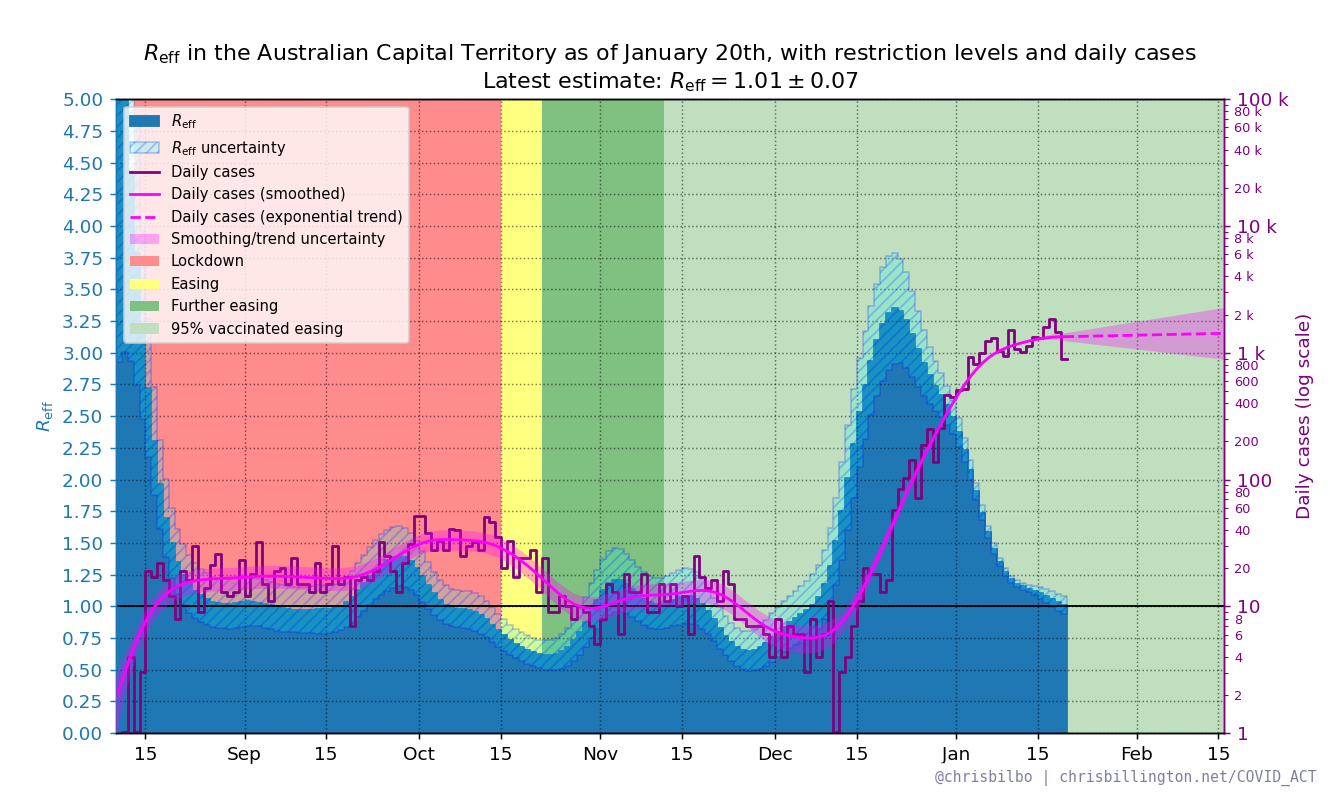 R_eff in the Australian Capital Territory as of January 20th, with restriction levels and daily cases
Latest estimate: R_eff = 1.01 ± 0.07
R_eff
R_eff uncertainty
Daily cases
Daily cases (smoothed)
Daily cases (exponential trend)
Smoothing/trend uncertainty
Lockdown
Easing
Further easing
95% vaccinated easing
5.00
4.75
4.50
4.25
4.00
3.75
3.50
3.25
3.00
2.75
2.50
2.25
2.00
1.75
1.50
1.25
1.00
0.75
0.50
0.25
0.00
R_eff
100 k
80 k
60 k
40 k
20 k
10 k
8 k
6 k
4 k
2 k
1 k
800
600
400
200
100
80
60
40
20
10
8
6
4
2
1
Daily cases (log scale)
15 Sep 15 Oct 15 Nov 15 Dec 15 Jan 15 Feb 15
@chrisbilbo | chrisbillington.net/COVID_ACT